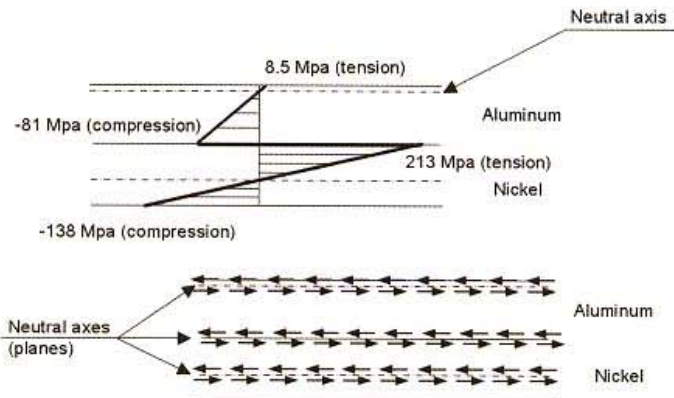 Neutral axis
8.5 Mpa (tension)
Aluminum
-81 Mpa (compression)
213 Mpa (tension)
Nickel
-138 Mpa (compression)
Aluminum
Neutral axes
(planes)
Nickel